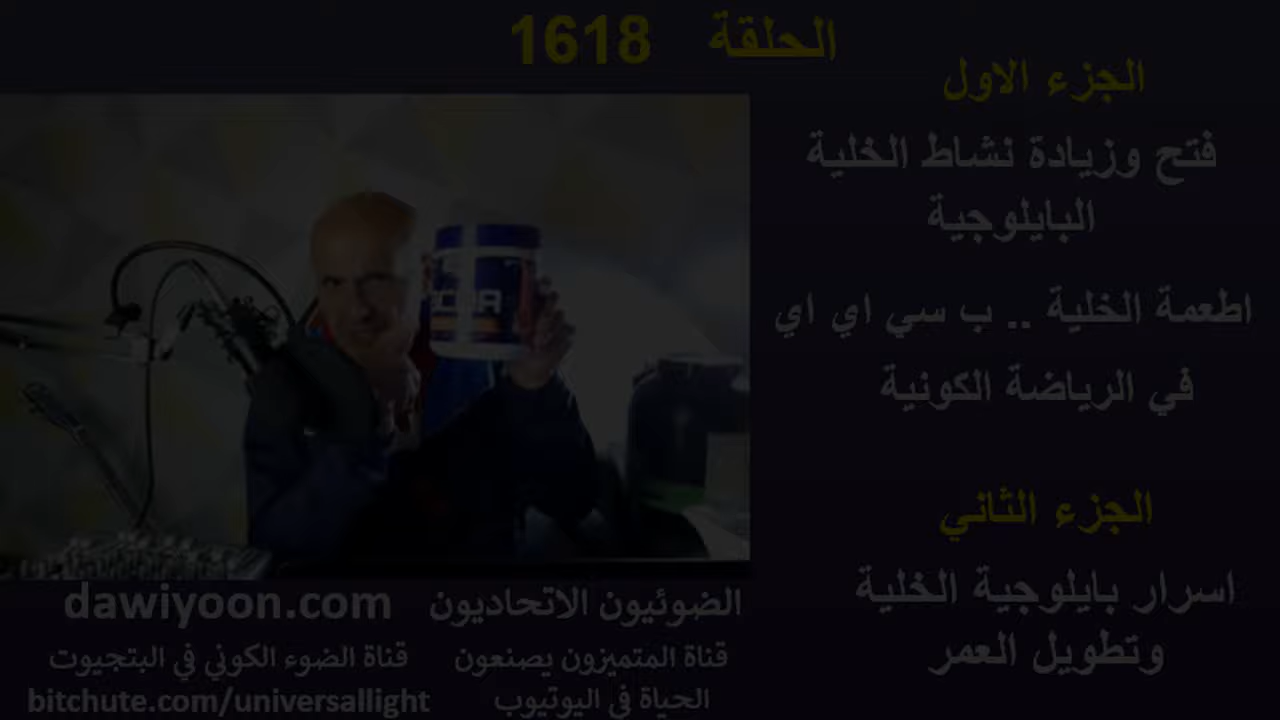 الحلقة 1618
الجزء الاول
فتح وزيادة نشاط الخلية
البايلوجية
اطعمة الخلية .. ب سي اي اي
في الرياضة الكونية
الجزء الثاني
اسرار بايلوجية الخلية
وتطويل العمر
الضوئيون الاتحاديون
dawiyoon.com
قناة المتميزون يصنعون
الحياة في اليوتيوب
قناة الضوء الكوني في البتجيوت
bitchute.com/universallight